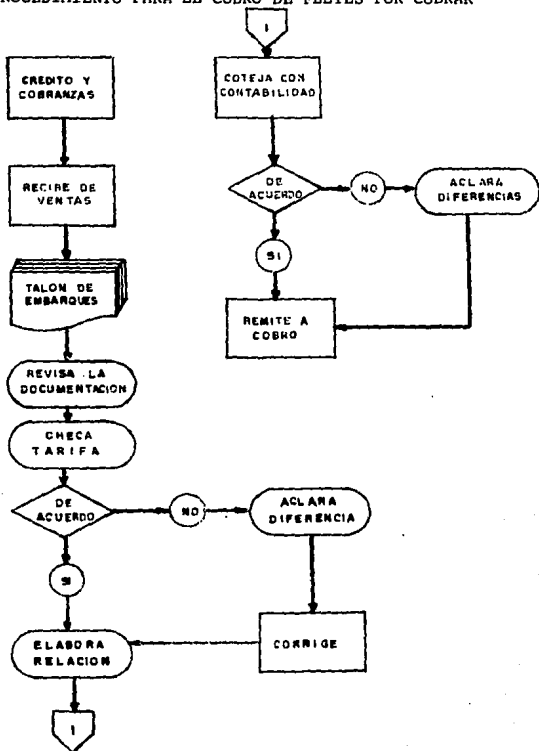 PROCEDIMIENTO PARA EL COBRO DE FLETES POR COBRAR
CREDITO Y
COBRANZAS
RECIBE DE
VENTAS
TALON DE
EMBARQUES
REVISA LA
DOCUMENTACION
CHECA
TARIFA
DE
ACUERDO
NO
ACLARA
DIFERENCIA
SI
CORRIGE
ELABORA
RELACION
1
1
COTEJA CON
CONTABILIDAD
DE
ACUERDO
NO
ACLARA
DIFERENCIAS
SI
REMITE A
COBRO